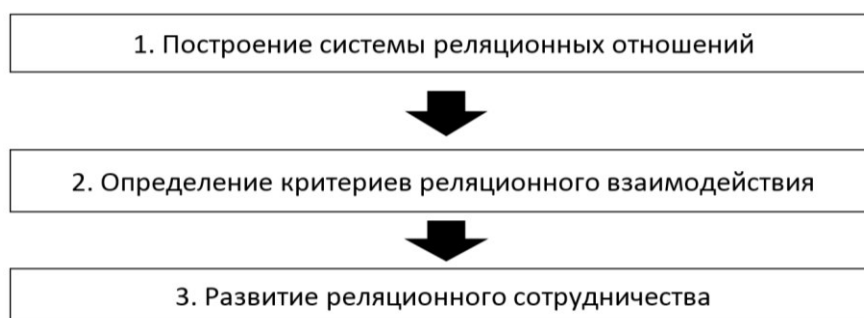 1. Построение системы реляционных отношений
2. Определение критериев реляционного взаимодействия
3. Развитие реляционного сотрудничества